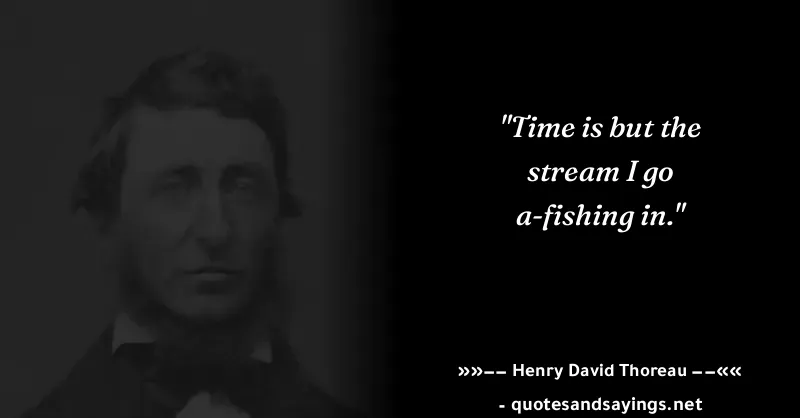 "Time is but the
stream I go
a-fishing in."
»»–– Henry David Thoreau ––««
- quotesandsayings.net